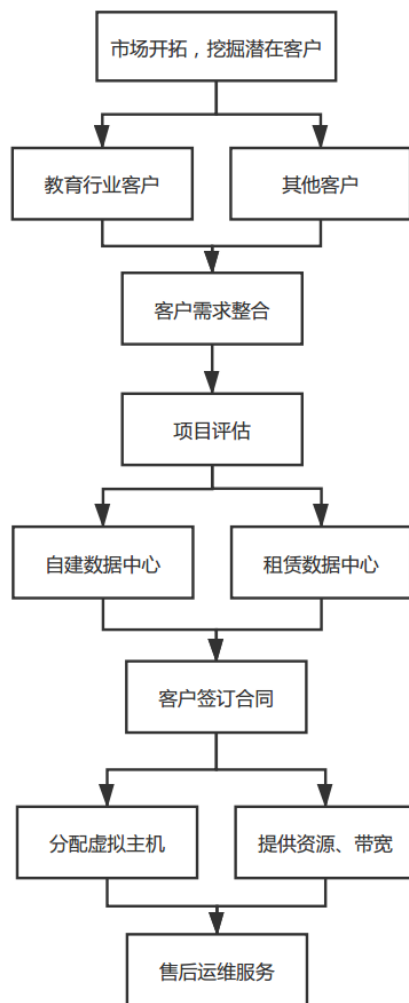 市场开拓，挖掘潜在客户
教育行业客户
其他客户
客户需求整合
项目评估
自建数据中心
租赁数据中心
客户签订合同
分配虚拟主机
提供资源、带宽
售后运维服务